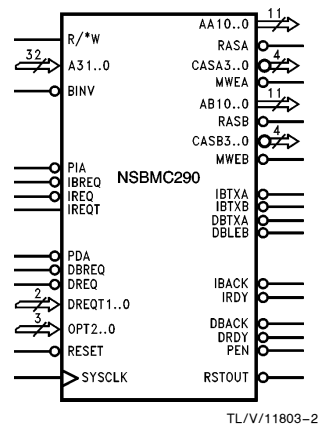 11
AA10..0
RASA
4
CASA3..0
MWEA
11
AB10..0
RASB
4
CASB3..0
MWEB
R/*W
32
A31..0
BINV
NSBMC290
PIA
IBREQ
IREQ
IREQT
IBTXA
IBTXB
DBTXA
DBLEB
PDA
DBREQ
DREQ
2
DREQT1..0
3
OPT2..0
RESET
SYSCLK
IBACK
IRDY
DBACK
DRDY
PEN
RSTOUT
TL/V/11803-2